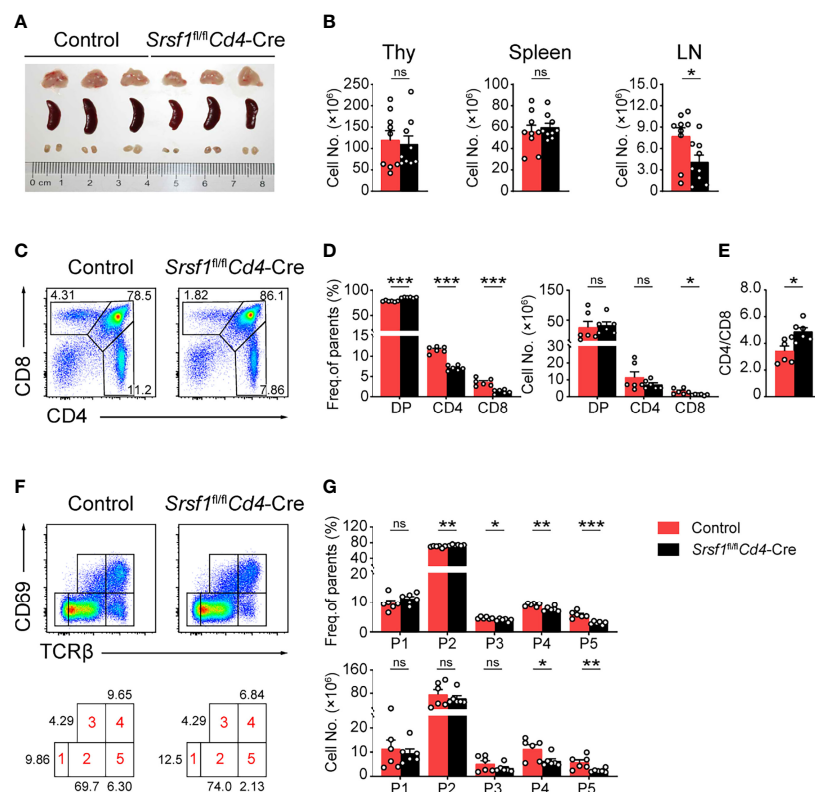 A
Control Srsf1fl/flCd4-Cre
0 cm 1 2 3 4 5 6 7 8
B
Thy Spleen LN
Cell No. (×10⁶)
250
200
150
100
50
0
ns
Cell No. (×10⁶)
100
80
60
40
20
0
ns
Cell No. (×10⁶)
15.0
12.0
9.0
6.0
3.0
0
*
C
Control Srsf1fl/flCd4-Cre
4.31 78.5
11.2
1.82 86.1
7.86
CD8
CD4
D
Freq.of parents (%)
150
100
50
15
10
5
0
*** *** ***
DP CD4 CD8
Cell No. (×10⁶)
150
100
50
30
20
10
0
ns ns *
DP CD4 CD8
E
CD4/CD8
8.0
6.0
4.0
2.0
0
*
F
Control Srsf1fl/flCd4-Cre
CD69
TCRβ
9.65
4.29 3 4
9.86 1 2 5
69.7 6.30
6.84
4.29 3 4
12.5 1 2 5
74.0 2.13
G
Freq.of parents (%)
120
80
20
10
0
ns ** * ** ***
P1 P2 P3 P4 P5
Cell No. (×10⁶)
160
80
20
10
0
ns ns ns * **
P1 P2 P3 P4 P5
Control
Srsf1fl/flCd4-Cre